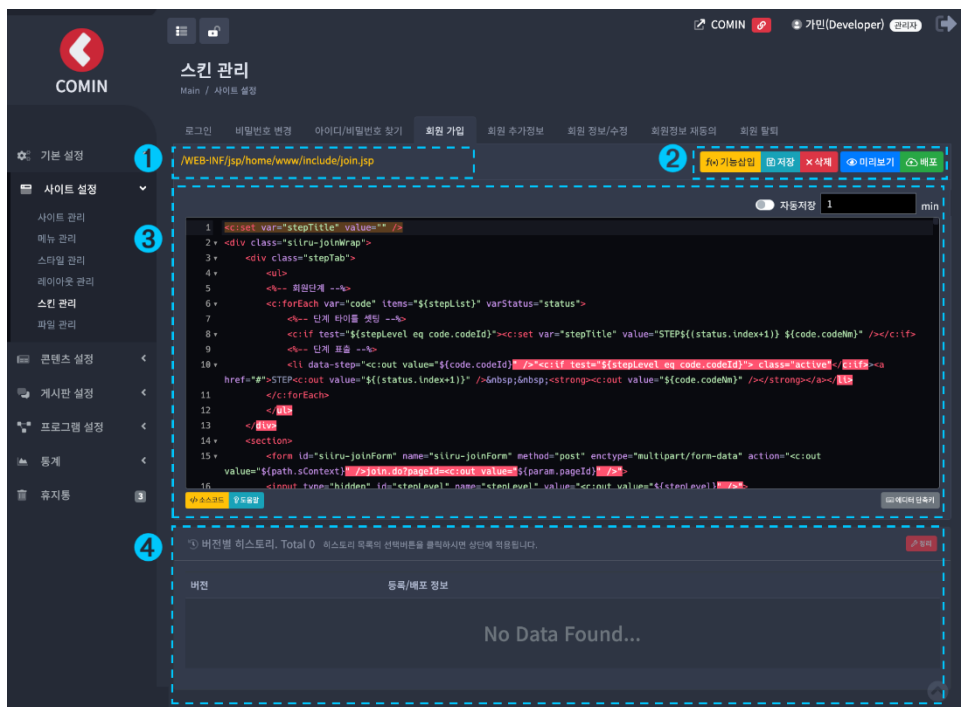 COMIN
COMIN 가민(Developer) 관리자
스킨 관리
Main / 사이트 설정
로그인 비밀번호 변경 아이디/비밀번호 찾기 회원 가입 회원 추가정보 회원 정보/수정 회원정보 재동의 회원 탈퇴
기본 설정
사이트 설정
사이트 관리
메뉴 관리
스타일 관리
레이아웃 관리
스킨 관리
파일 관리
콘텐츠 설정
게시판 설정
프로그램 설정
통계
휴지통 3
1 /WEB-INF/jsp/home/www/include/join.jsp
2 f(x) 기능삽입 저장 삭제 미리보기 배포
3
자동저장 1 min
1 <c:set var="stepTitle" value="" />
2 <div class="siiru-joinWrap">
3 <div class="stepTab">
4 <ul>
5 <%-- 회원단계 --%>
6 <c:forEach var="code" items="${stepList}" varStatus="status">
7 <%-- 단계 타이틀 셋팅 --%>
8 <c:if test="${stepLevel eq code.codeId}"><c:set var="stepTitle" value="STEP${(status.index+1)} ${code.codeNm}" /></c:if>
9 <%-- 단계 표출 --%>
10 <li data-step="<c:out value="${code.codeId}" />"<c:if test="${stepLevel eq code.codeId}"> class="active"</c:if>><a
href="#">STEP<c:out value="${(status.index+1)}" />&nbsp;&nbsp;<strong><c:out value="${code.codeNm}" /></strong></a></li>
11 </c:forEach>
12 </ul>
13 </div>
14 <section>
15 <form id="siiru-joinForm" name="siiru-joinForm" method="post" enctype="multipart/form-data" action="<c:out
value="${path.sContext}" />join.do?pageId=<c:out value="${param.pageId}" />">
16 <input type="hidden" id="stepLevel" name="stepLevel" value="<c:out value="${stepLevel}" />">
</> 소스코드 도움말 에디터 단축키
4 버전별 히스토리. Total 0 히스토리 목록의 선택버튼을 클릭하시면 상단에 적용됩니다.
버전 등록/배포 정보
No Data Found...